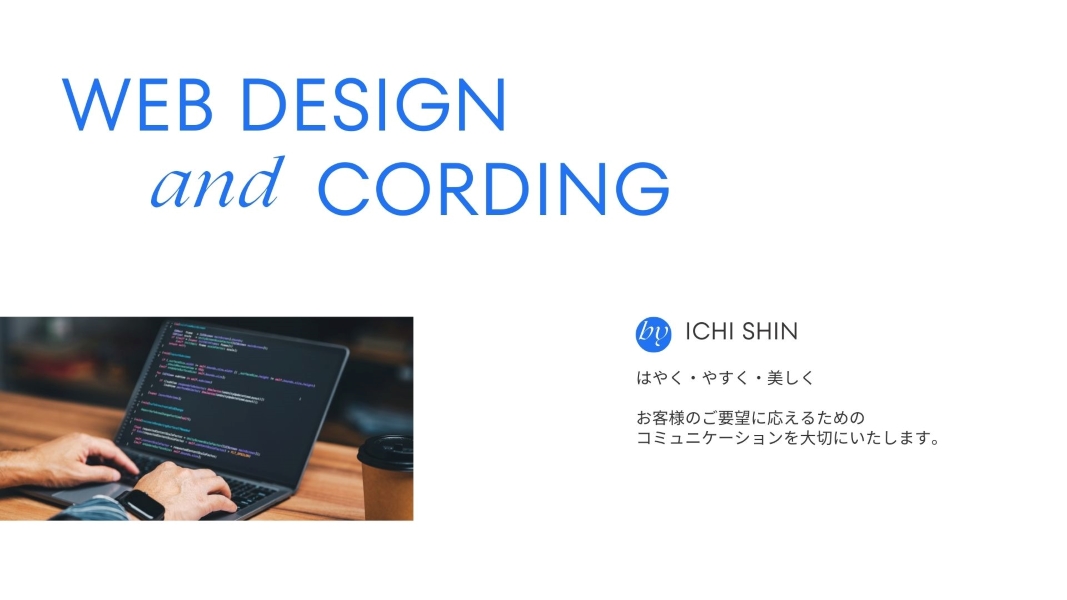 WEB DESIGN
and CORDING
by ICHI SHIN
はやく・やすく・美しく
お客様のご要望に応えるための
コミュニケーションを大切にいたします。